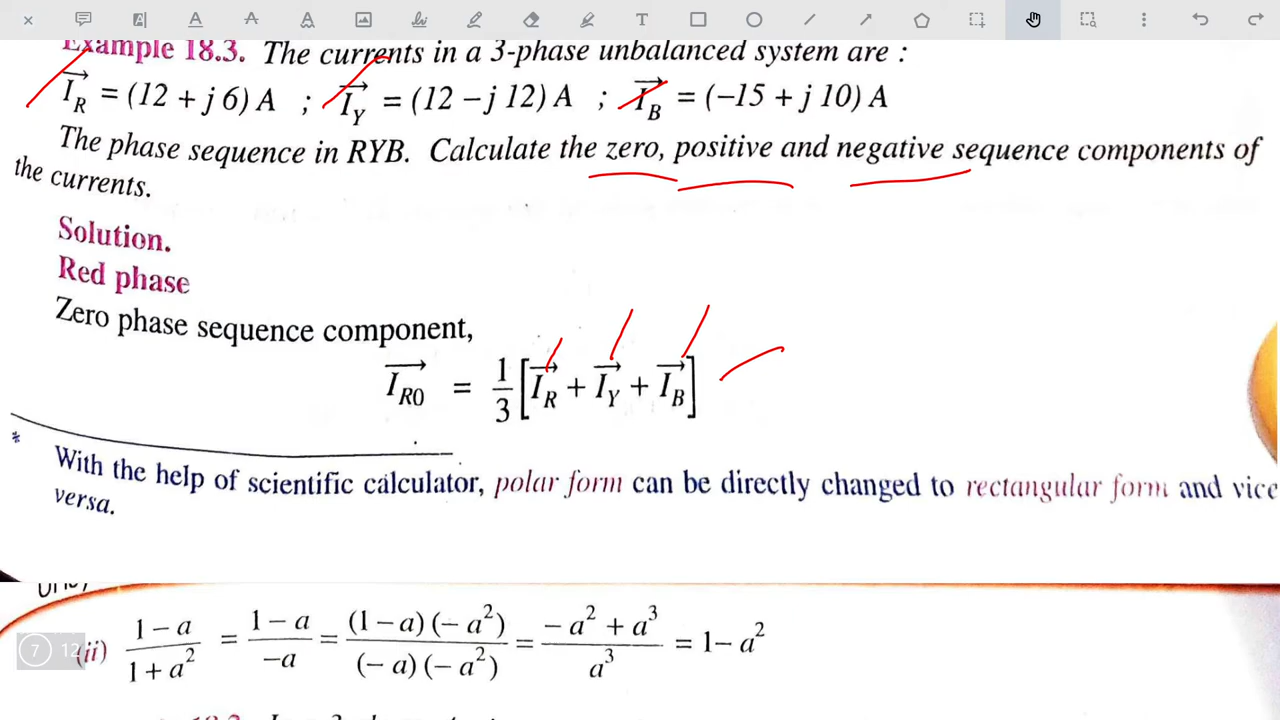 Example 18.3. The currents in a 3-phase unbalanced system are :
I_R = (12 + j 6) A ; I_Y = (12 – j 12) A ; I_B = (–15 + j 10) A
The phase sequence in RYB. Calculate the zero, positive and negative sequence components of
the currents.
Solution.
Red phase
Zero phase sequence component,
I_R0 = 1/3 [I_R + I_Y + I_B]
* With the help of scientific calculator, polar form can be directly changed to rectangular form and vice
versa.
(ii) (1 – a)/(1 + a²) = (1 – a)/(–a) = (1 – a) (– a²)/(– a) (– a²) = (– a² + a³)/a³ = 1 – a²
7 12